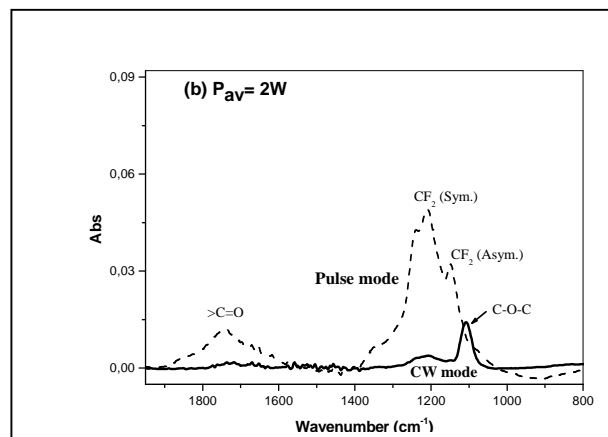 (b) P_av= 2W
0,09
0,06
0,03
0,00
Abs
CF₂ (Sym.)
CF₂ (Asym.)
Pulse mode
C-O-C
>C=O
CW mode
1800 1600 1400 1200 1000 800
Wavenumber (cm⁻¹)